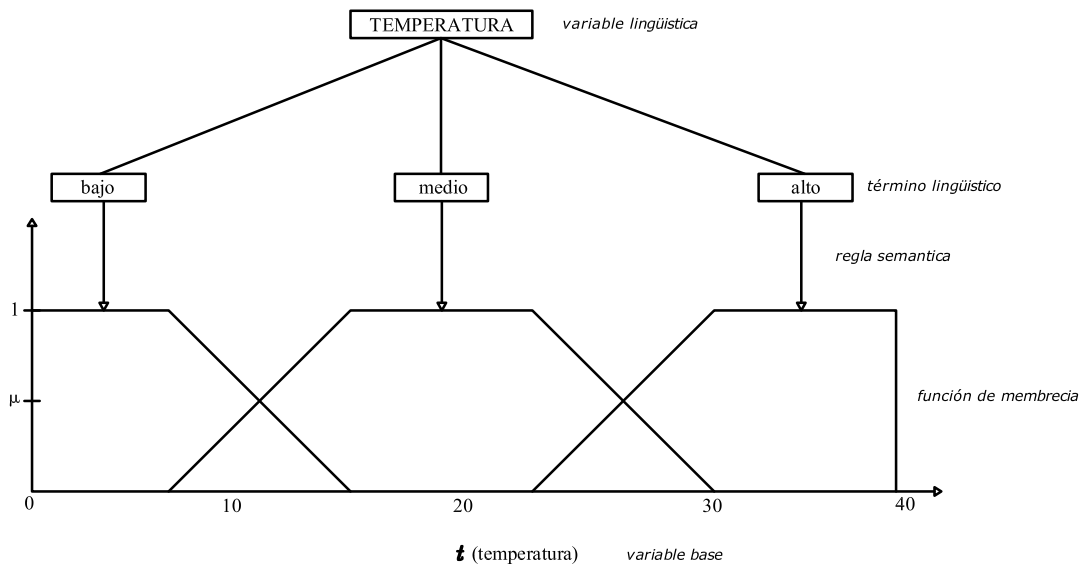 TEMPERATURA
variable lingüistica
bajo
medio
alto
término lingüistico
regla semantica
1
μ
función de membrecia
0
10
20
30
40
t (temperatura)
variable base